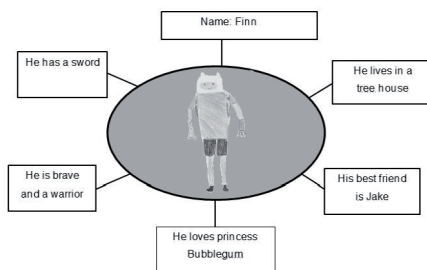 Name: Finn
He has a sword
He lives in a
tree house
He is brave
and a warrior
His best friend
is Jake
He loves princess
Bubblegum